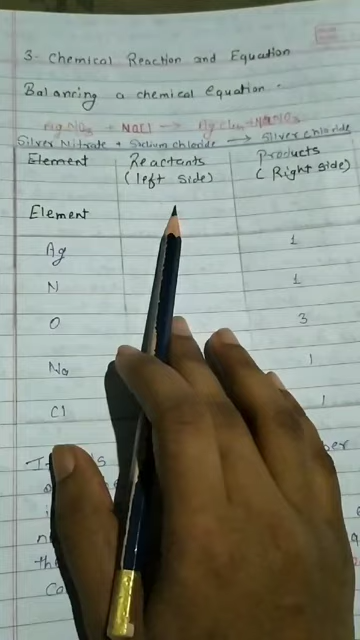 3. Chemical Reaction and Equation
Balancing a chemical equation.
AgNO3 + NaCl → AgCl + NaNO3
Silver Nitrate + Sodium chloride → Silver chloride
Element Reactants Products
(left side) (Right side)
Element
Ag 1
N 1
O 3
Na 1
Cl 1